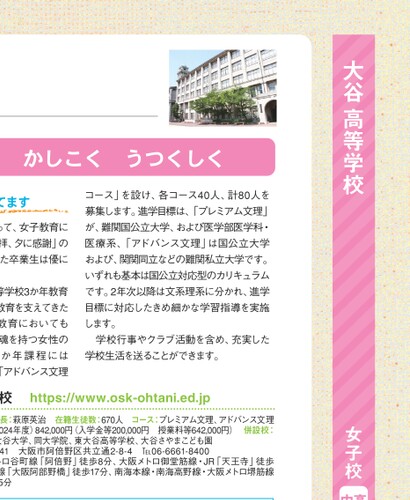 大谷 高等学校
女子校
中高
かしこく うつくしく
てます
って、女子教育に
拝、夕に感謝」の
た卒業生は優に
等学校3か年教育
教育を支えてきた
教育においても
魂を持つ女性の
か年課程には
「アドバンス文理
コース」を設け、各コース40人、計80人を
募集します。進学目標は、「プレミアム文理」
が、難関国公立大学、および医学部医学科・
医療系、「アドバンス文理」は国公立大学
および、関関同立などの難関私立大学です。
いずれも基本は国公立対応型のカリキュラム
です。2年次以降は文系理系に分かれ、進学
目標に対応したきめ細かな学習指導を実施
します。
学校行事やクラブ活動を含め、充実した
学校生活を送ることができます。
校 https://www.osk-ohtani.ed.jp
長：萩原英治 在籍生徒数：670人 コース：プレミアム文理、アドバンス文理
024年度）842,000円（入学金等200,000円 授業料等642,000円） 併設校：
谷大学、同大学院、東大谷高等学校、大谷さやまこども園
41 大阪市阿倍野区共立通2-8-4 TEL06-6661-8400
ロ谷町線「阿倍野」徒歩8分、大阪メトロ御堂筋線・JR「天王寺」徒歩
鉄「大阪阿部野橋」徒歩17分、南海本線・南海高野線・大阪メトロ堺筋線
5分